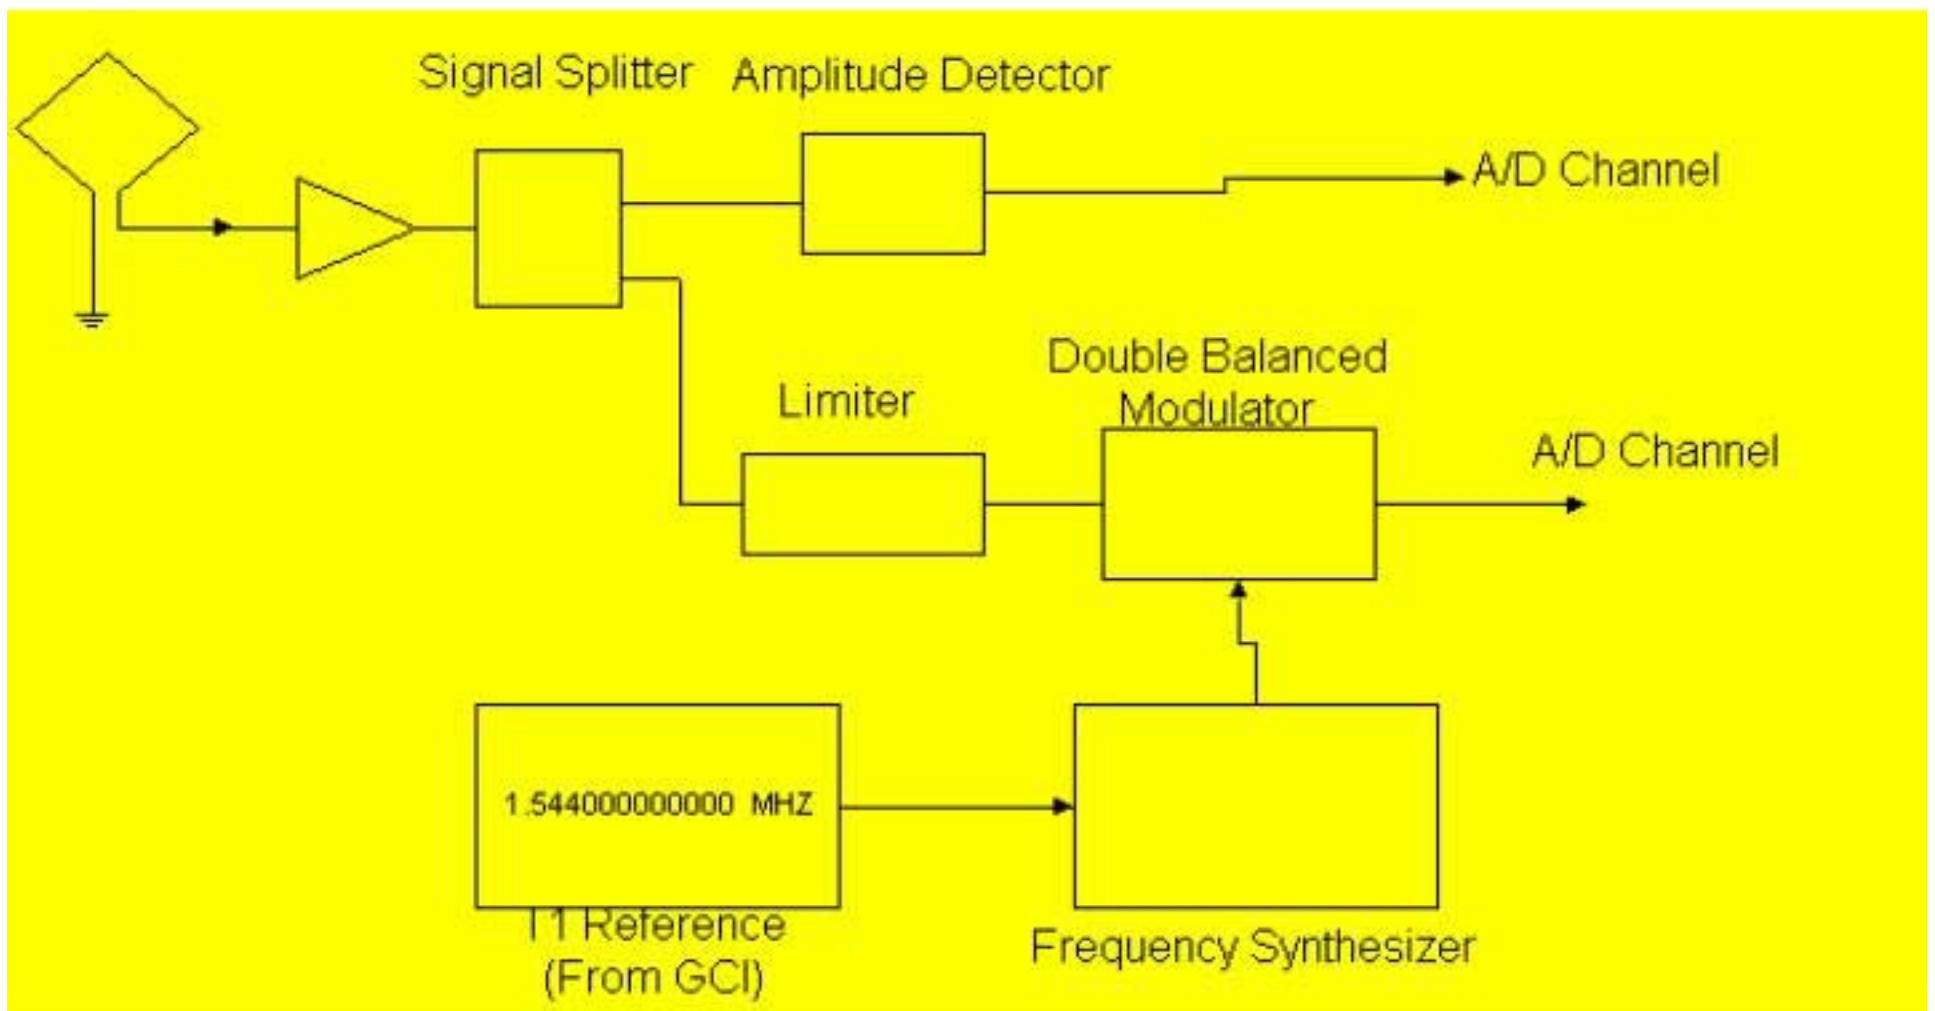 Signal Splitter
Amplitude Detector
A/D Channel
Double Balanced
Modulator
Limiter
A/D Channel
1.544000000000 MHZ
T1 Reference
(From GCI)
Frequency Synthesizer